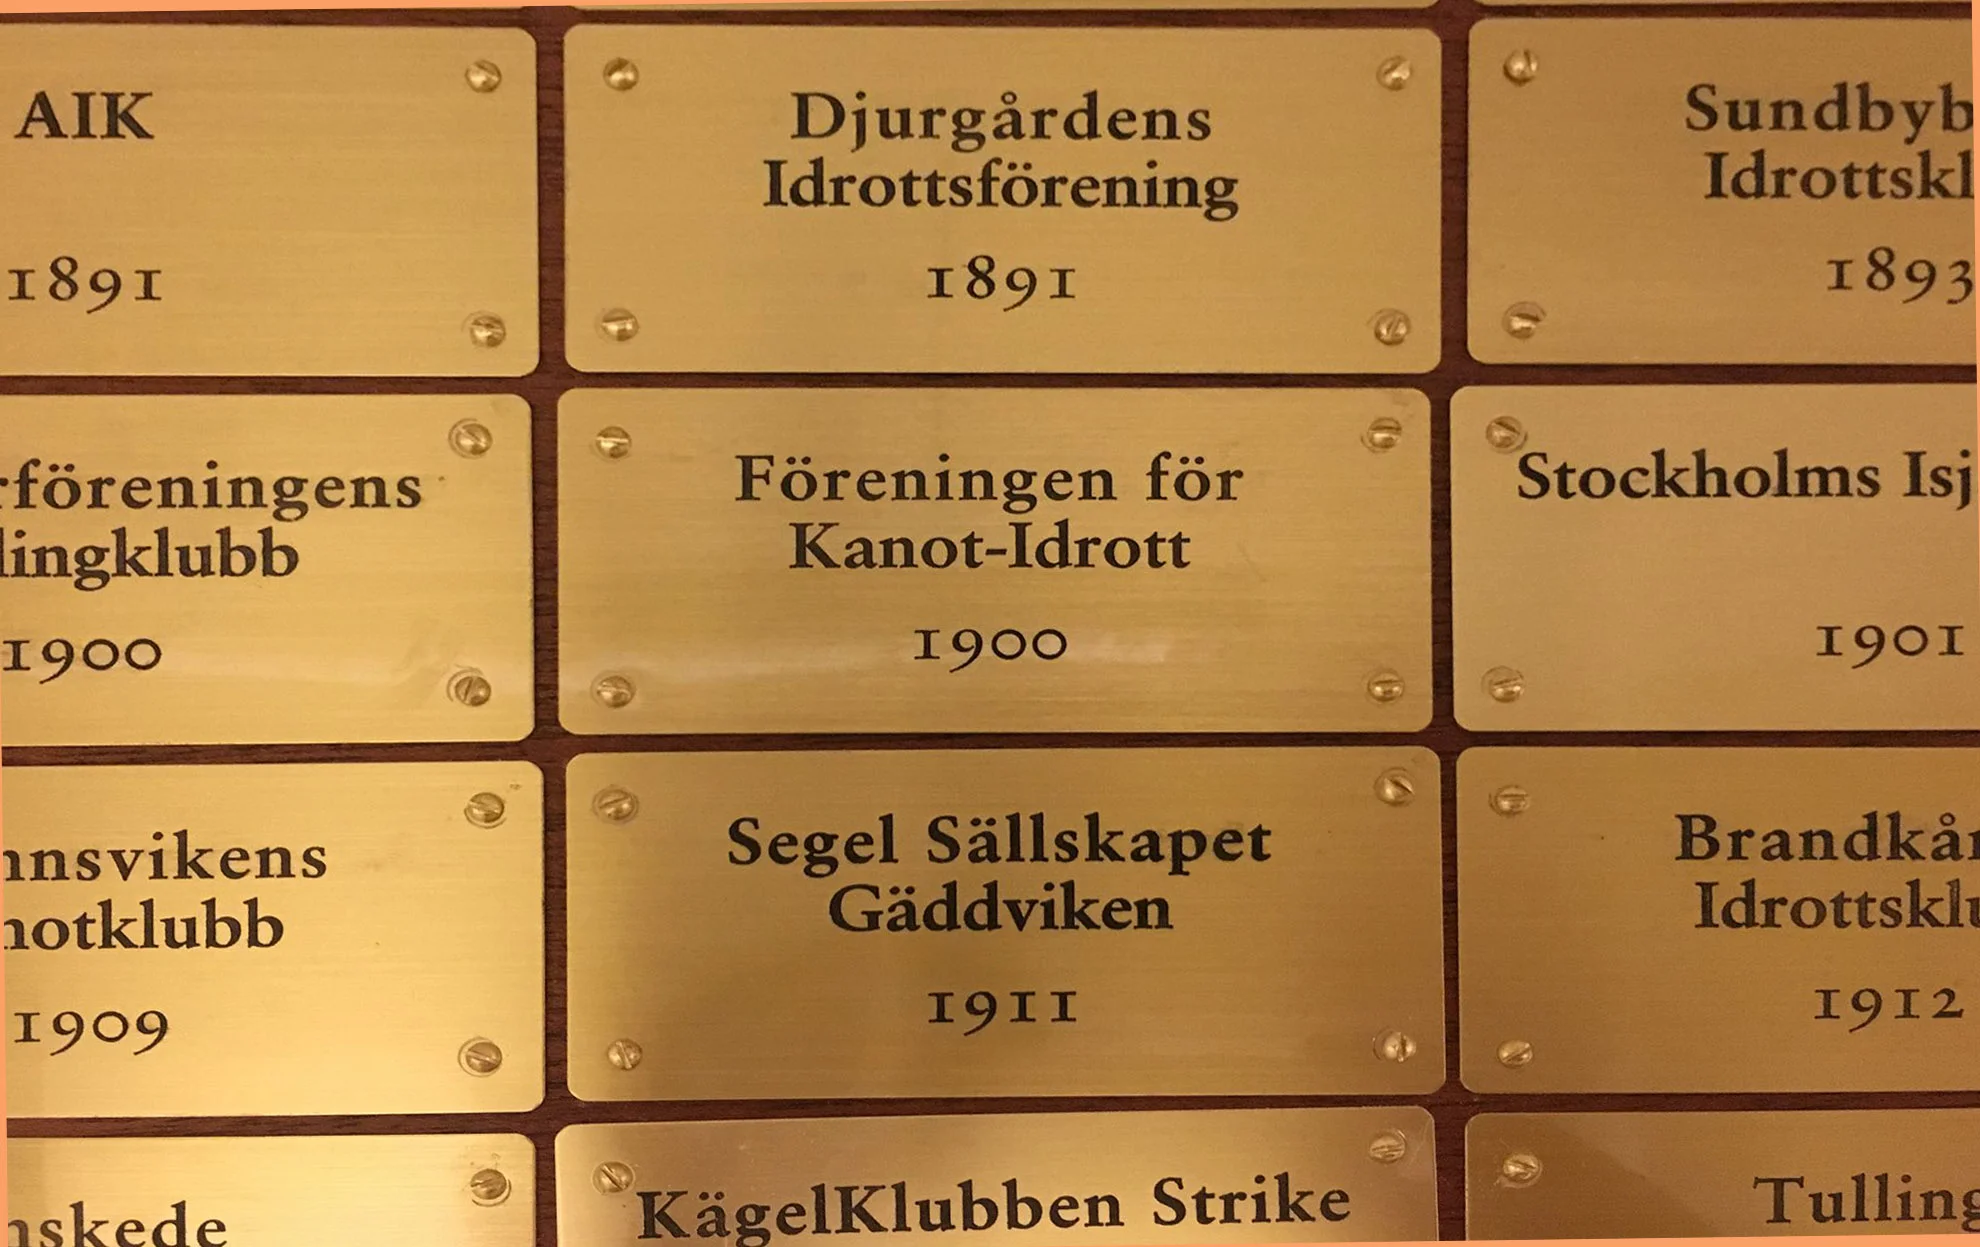 AIK
1891
Djurgårdens
Idrottsförening
1891
Sundbyb
Idrottskl
1893
rföreningens
lingklubb
1900
Föreningen för
Kanot-Idrott
1900
Stockholms Isj
1901
nnsvikens
notklubb
1909
Segel Sällskapet
Gäddviken
1911
Brandkår
Idrottsklu
1912
nskede
KägelKlubben Strike
Tulling